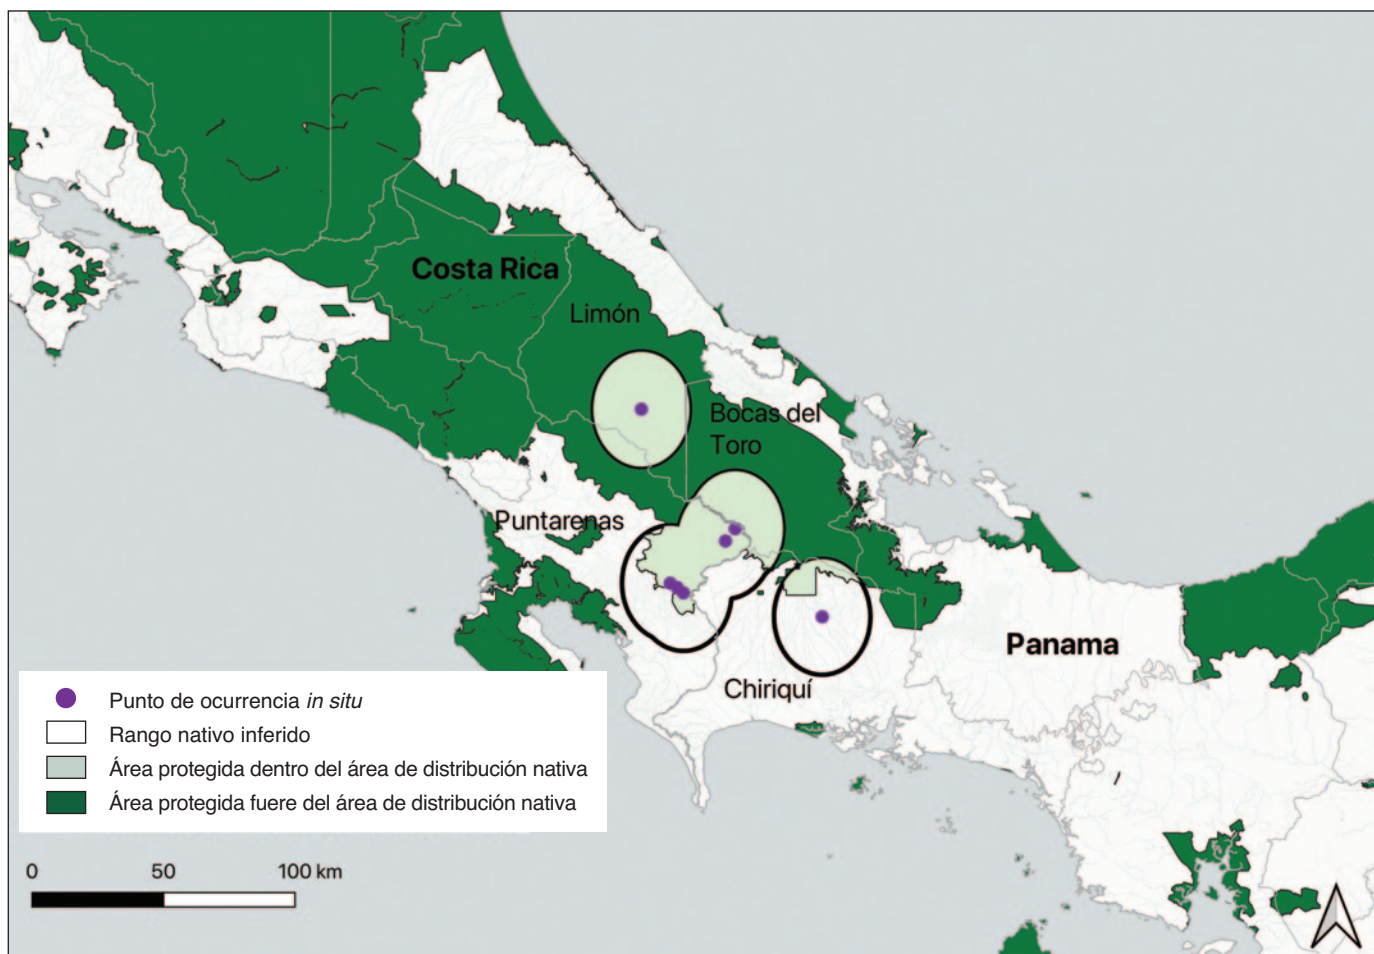 Costa Rica
Limón
Bocas del
Toro
Puntarenas
Panama
Chiriquí
Punto de ocurrencia in situ
Rango nativo inferido
Área protegida dentro del área de distribución nativa
Área protegida fuere del área de distribución nativa
0 50 100 km